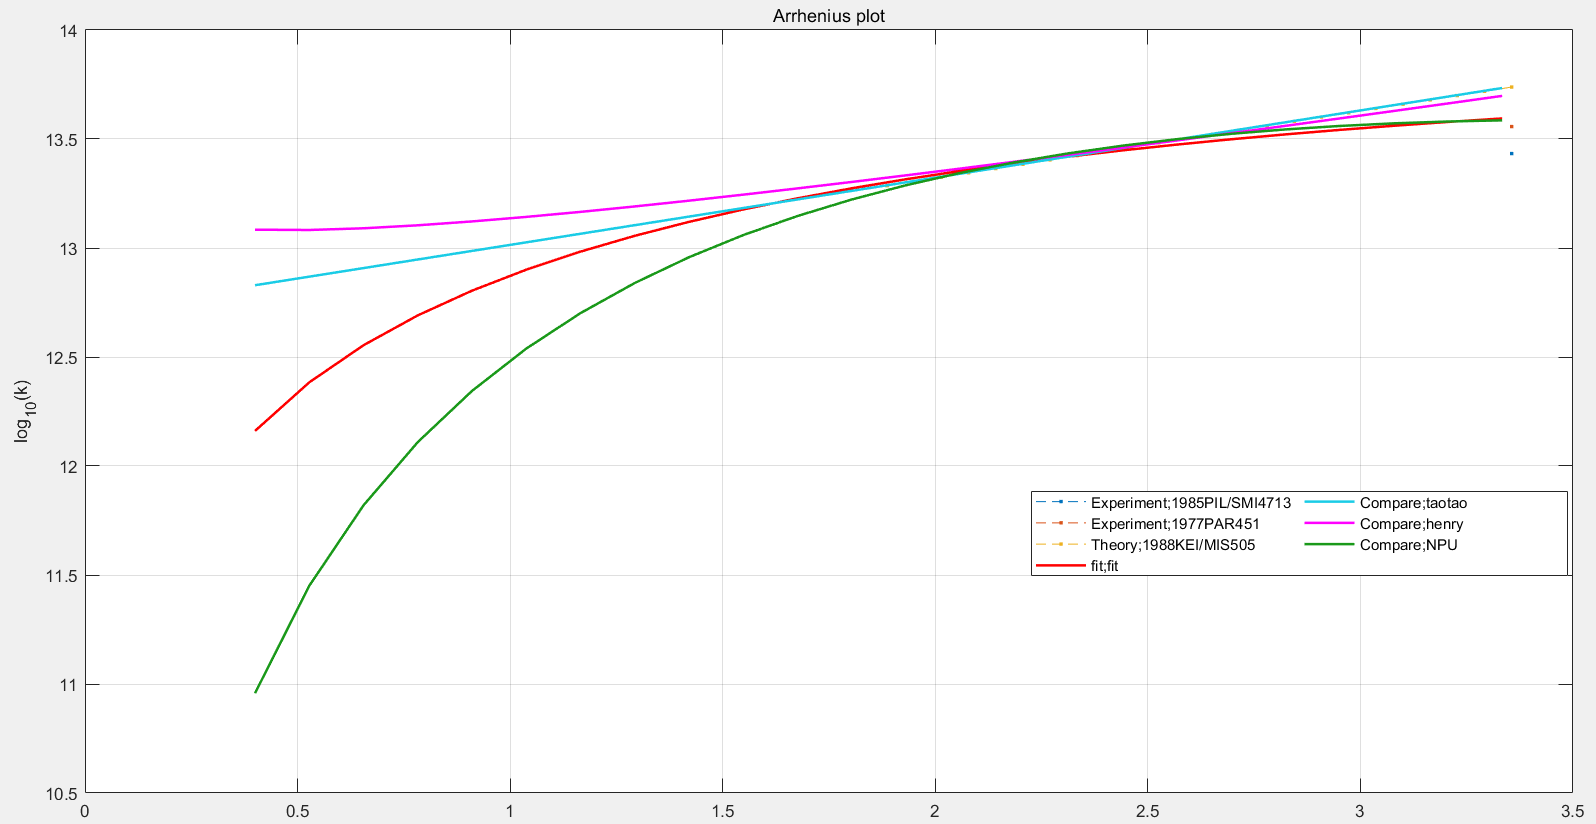 Arrhenius plot
14
13.5
13
12.5
12
11.5
11
10.5
log10(k)
0 0.5 1 1.5 2 2.5 3 3.5
Experiment;1985PIL/SMI4713 Compare;taotao
Experiment;1977PAR451 Compare;henry
Theory;1988KEI/MIS505 Compare;NPU
fit;fit